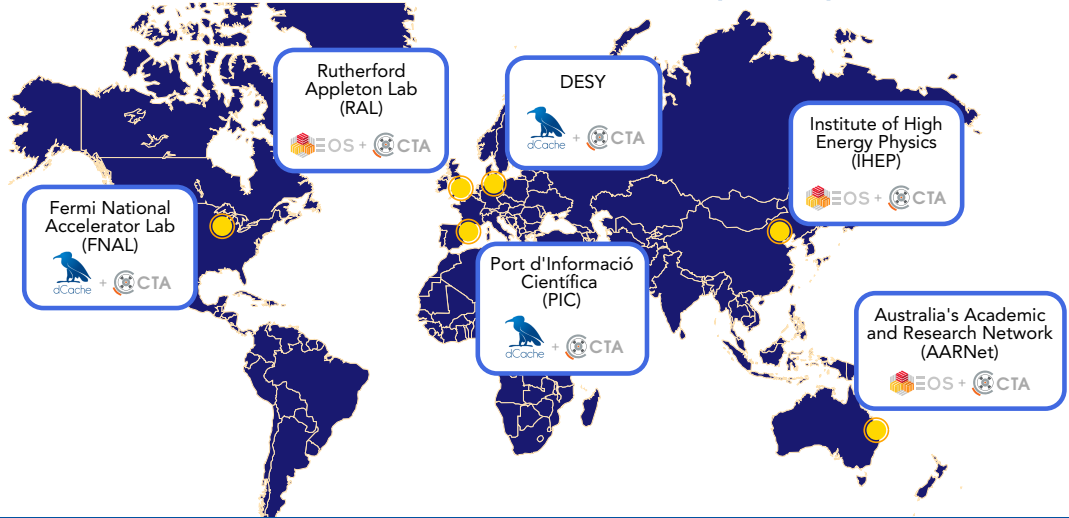 Rutherford
Appleton Lab
(RAL)
EOS + CTA
DESY
dCache + CTA
Institute of High
Energy Physics
(IHEP)
EOS + CTA
Fermi National
Accelerator Lab
(FNAL)
dCache + CTA
Port d'Informació
Científica
(PIC)
dCache + CTA
Australia's Academic
and Research Network
(AARNet)
EOS + CTA